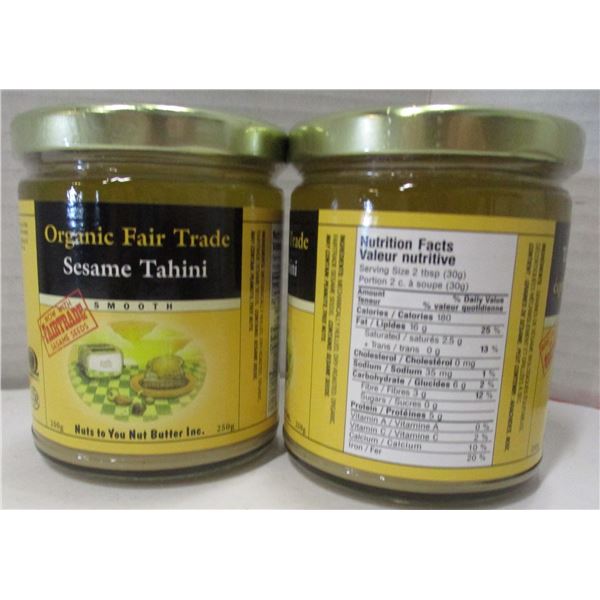 Organic Fair Trade
Sesame Tahini
SMOOTH
NOW WITH
FAIRTRADE
SESAME SEEDS
Nuts to You Nut Butter Inc.
250g
250g
Trade
ini
Nutrition Facts
Valeur nutritive
Serving Size 2 tbsp (30g)
Portion 2 c. à soupe (30g)
Amount % Daily Value
Teneur % valeur quotidienne
Calories / Calories 180
Fat / Lipides 16 g 25 %
Saturated / saturés 2.5 g
+ Trans / trans 0 g 13 %
Cholesterol / Cholestérol 0 mg
Sodium / Sodium 35 mg 1 %
Carbohydrate / Glucides 6 g 2 %
Fibre / Fibres 3 g 12 %
Sugars / Sucres 0 g
Protein / Protéines 5 g
Vitamin A / Vitamine A 0 %
Vitamin C / Vitamine C 2 %
Calcium / Calcium 10 %
Iron / Fer 20 %